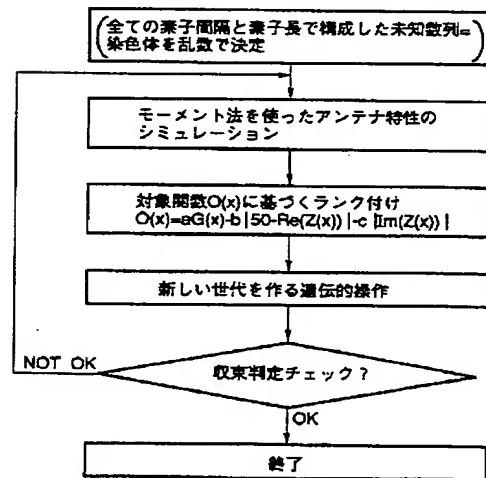 (全ての素子間隔と素子長で構成した未知数列=
染色体を乱数で決定)
モーメント法を使ったアンテナ特性の
シミュレーション
対象関数O(x)に基づくランク付け
O(x)=aG(x)-b|50-Re(Z(x))|-c|Im(Z(x))|
新しい世代を作る遺伝的操作
NOT OK
収束判定チェック?
OK
終了